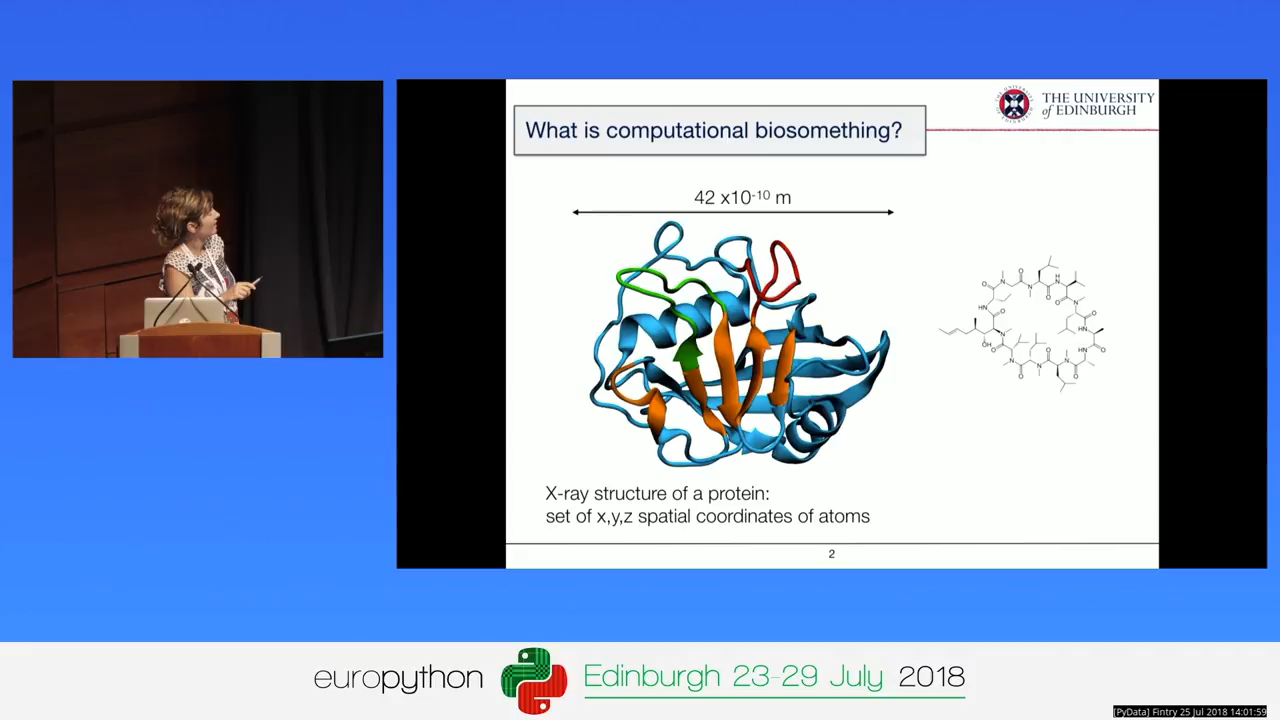 What is computational biosomething?
THE UNIVERSITY
of EDINBURGH
42 x10-10 m
X-ray structure of a protein:
set of x,y,z spatial coordinates of atoms
2
europython
Edinburgh 23-29 July 2018
[PyData] Fintry 25 Jul 2018 14:01:59